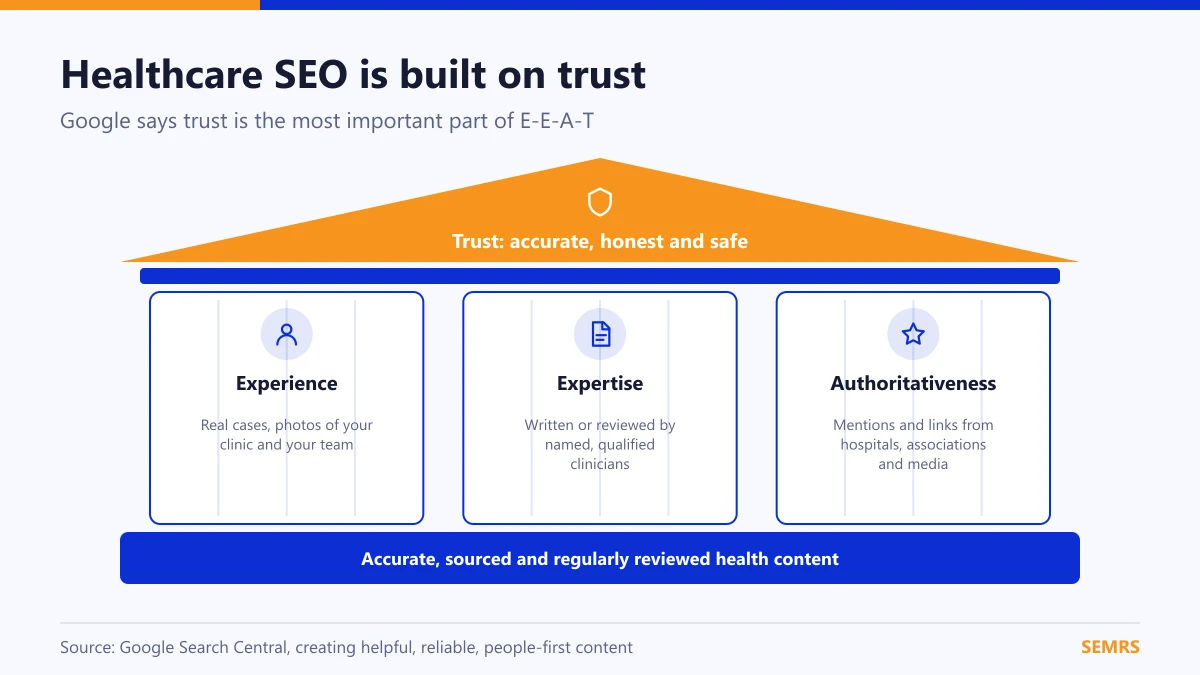 Healthcare SEO is built on trust
Google says trust is the most important part of E-E-A-T
Trust: accurate, honest and safe
Experience
Real cases, photos of your
clinic and your team
Expertise
Written or reviewed by
named, qualified
clinicians
Authoritativeness
Mentions and links from
hospitals, associations
and media
Accurate, sourced and regularly reviewed health content
Source: Google Search Central, creating helpful, reliable, people-first content
SEMRS